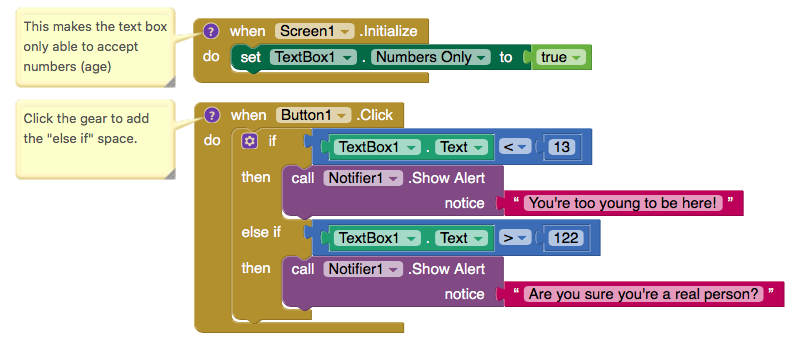 This makes the text box
only able to accept
numbers (age)
? when Screen1 .Initialize
do set TextBox1 . Numbers Only to true
Click the gear to add
the "else if" space.
? when Button1 .Click
do if TextBox1 . Text < 13
then call Notifier1 .Show Alert
notice “ You're too young to be here! ”
else if TextBox1 . Text > 122
then call Notifier1 .Show Alert
notice “ Are you sure you're a real person? ”